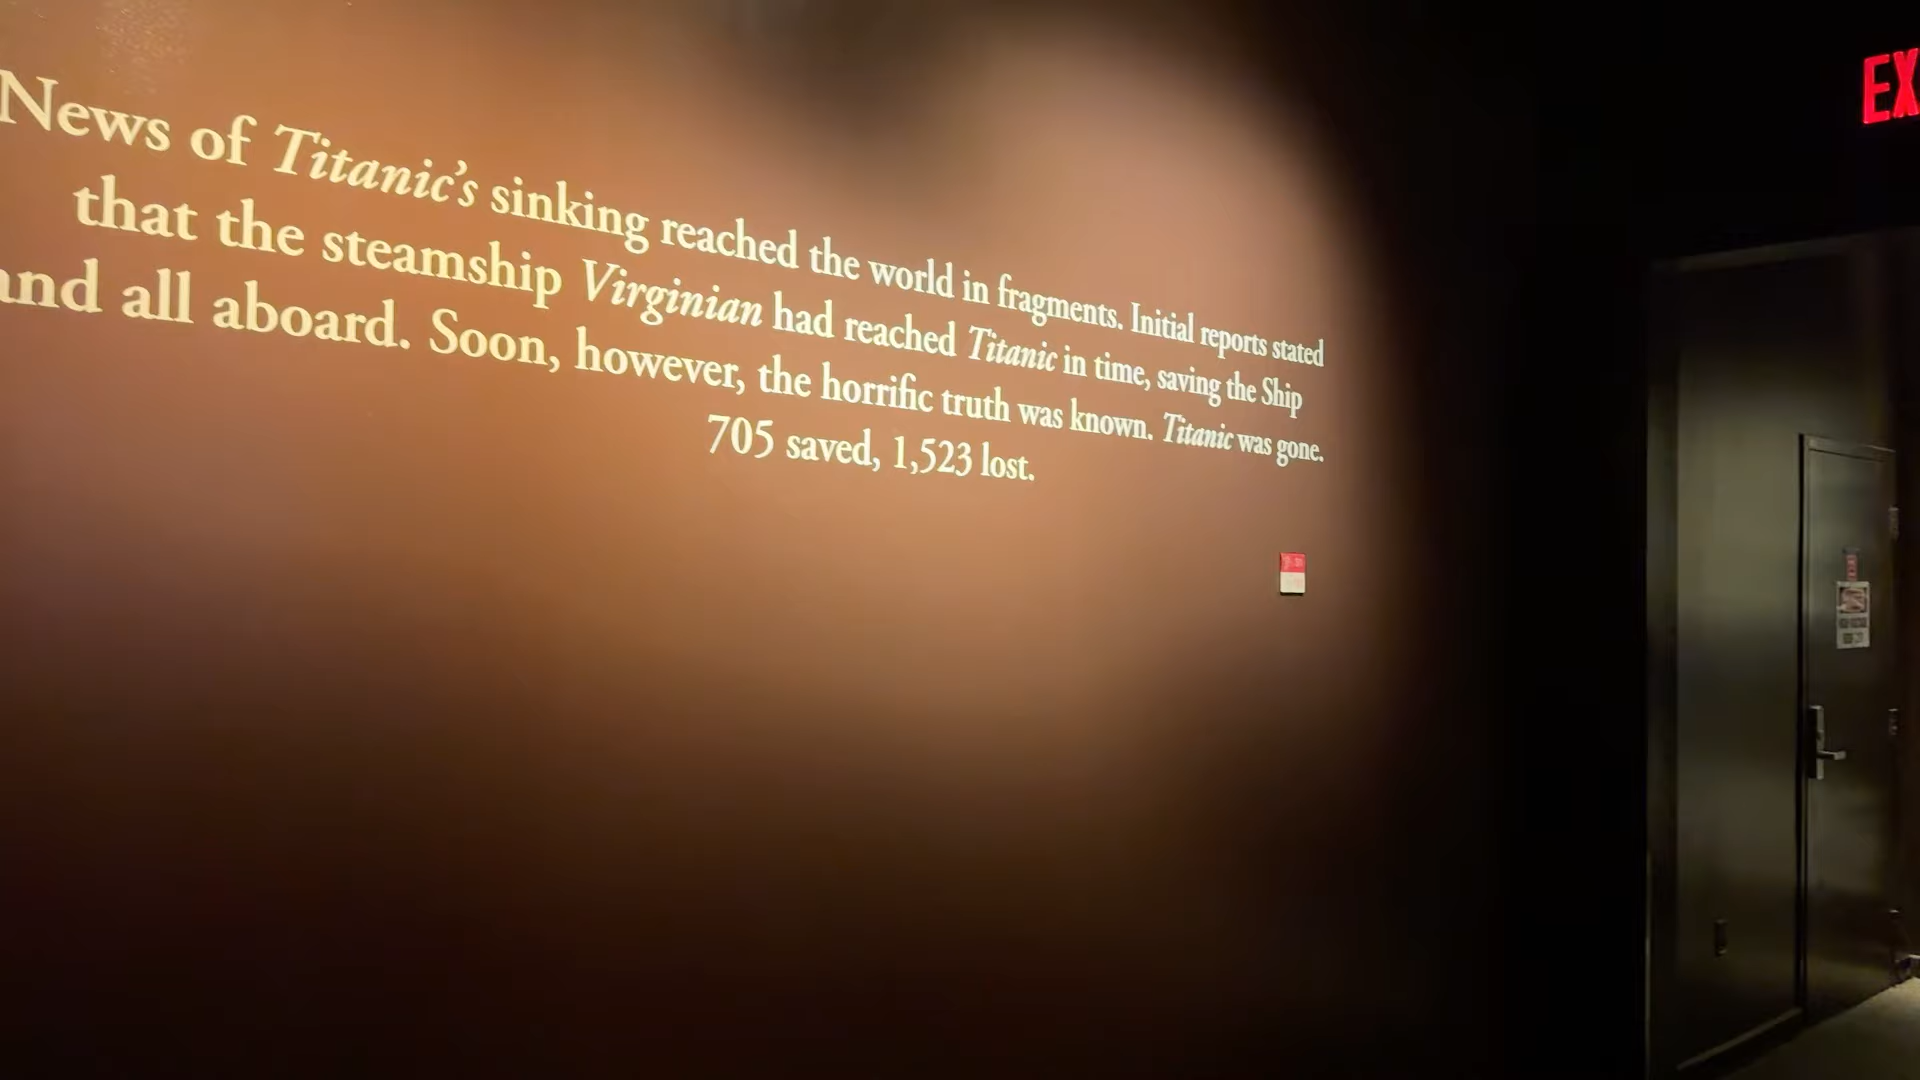 News of Titanic's sinking reached the world in fragments. Initial reports stated
that the steamship Virginian had reached Titanic in time, saving the Ship
and all aboard. Soon, however, the horrific truth was known. Titanic was gone.
705 saved, 1,523 lost.
EX